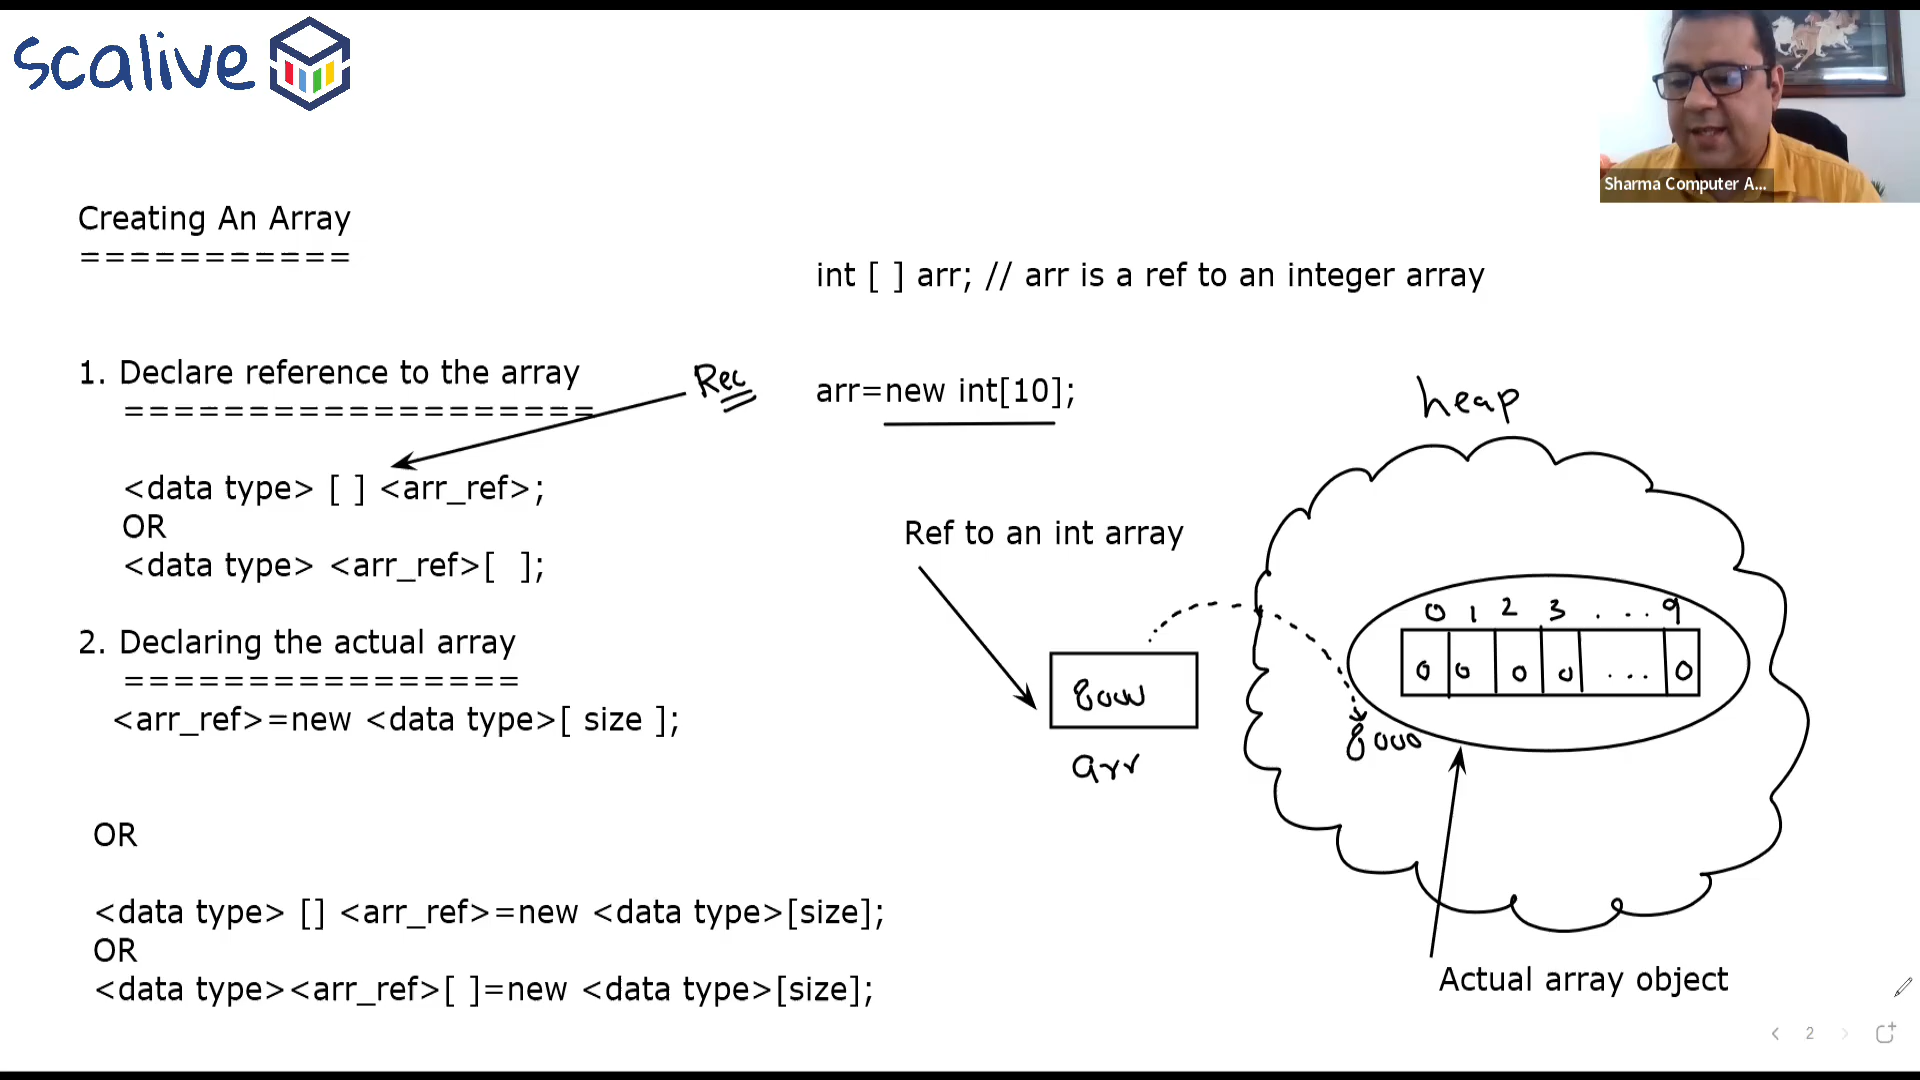 scalive
Sharma Computer A...
Creating An Array
===========
int [ ] arr; // arr is a ref to an integer array
1. Declare reference to the array
===================
Rec
arr=new int[10];
heap
<data type> [ ] <arr_ref>;
OR
<data type> <arr_ref>[  ];
Ref to an int array
0 1 2 3 . ... 9
0 0 0 0 ... 0
8000
8000
arr
2. Declaring the actual array
================
<arr_ref>=new <data type>[ size ];
OR
<data type> [] <arr_ref>=new <data type>[size];
OR
<data type><arr_ref>[ ]=new <data type>[size];
Actual array object
2